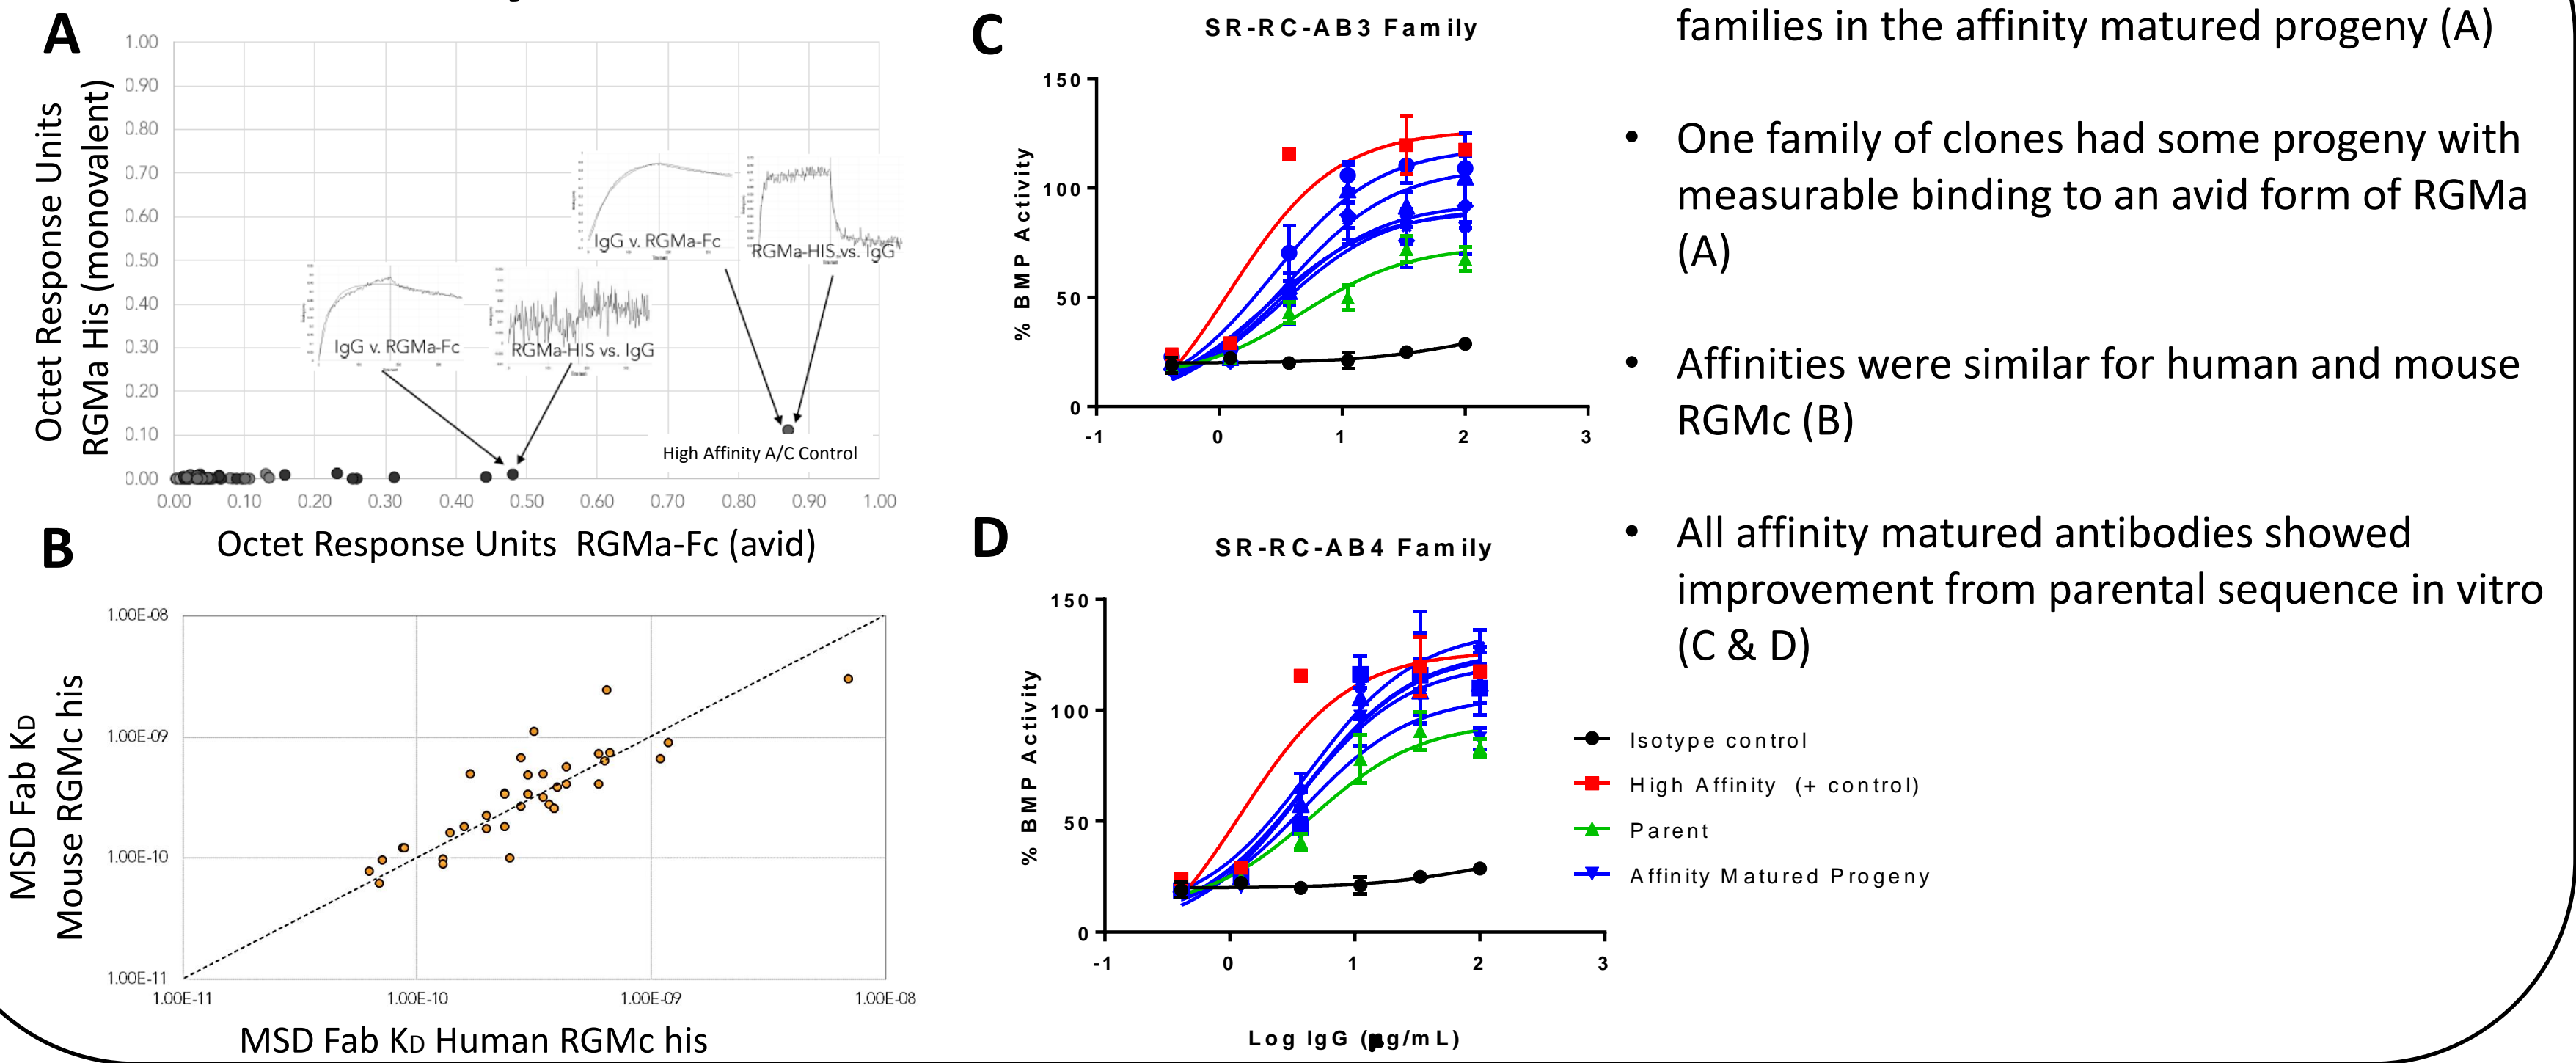 A
1.00
0.90
0.80
0.70
0.60
0.50
0.40
0.30
0.20
0.10
0.00
Octet Response Units
RGMa His (monovalent)
IgG v. RGMa-Fc
RGMa-HIS vs. IgG
IgG v. RGMa-Fc
RGMa-HIS vs. IgG
High Affinity A/C Control
0.00 0.10 0.20 0.30 0.40 0.50 0.60 0.70 0.80 0.90 1.00
Octet Response Units RGMa-Fc (avid)
B
1.00E-08
1.00E-09
1.00E-10
1.00E-11
MSD Fab KD
Mouse RGMc his
1.00E-11 1.00E-10 1.00E-09 1.00E-08
MSD Fab KD Human RGMc his
C
SR-RC-AB3 Family
150
100
50
0
% BMP Activity
-1 0 1 2 3
D
SR-RC-AB4 Family
150
100
50
0
% BMP Activity
-1 0 1 2 3
Log IgG (µg/mL)
Isotype control
High Affinity (+ control)
Parent
Affinity Matured Progeny
families in the affinity matured progeny (A)
• One family of clones had some progeny with
measurable binding to an avid form of RGMa
(A)
• Affinities were similar for human and mouse
RGMc (B)
• All affinity matured antibodies showed
improvement from parental sequence in vitro
(C & D)